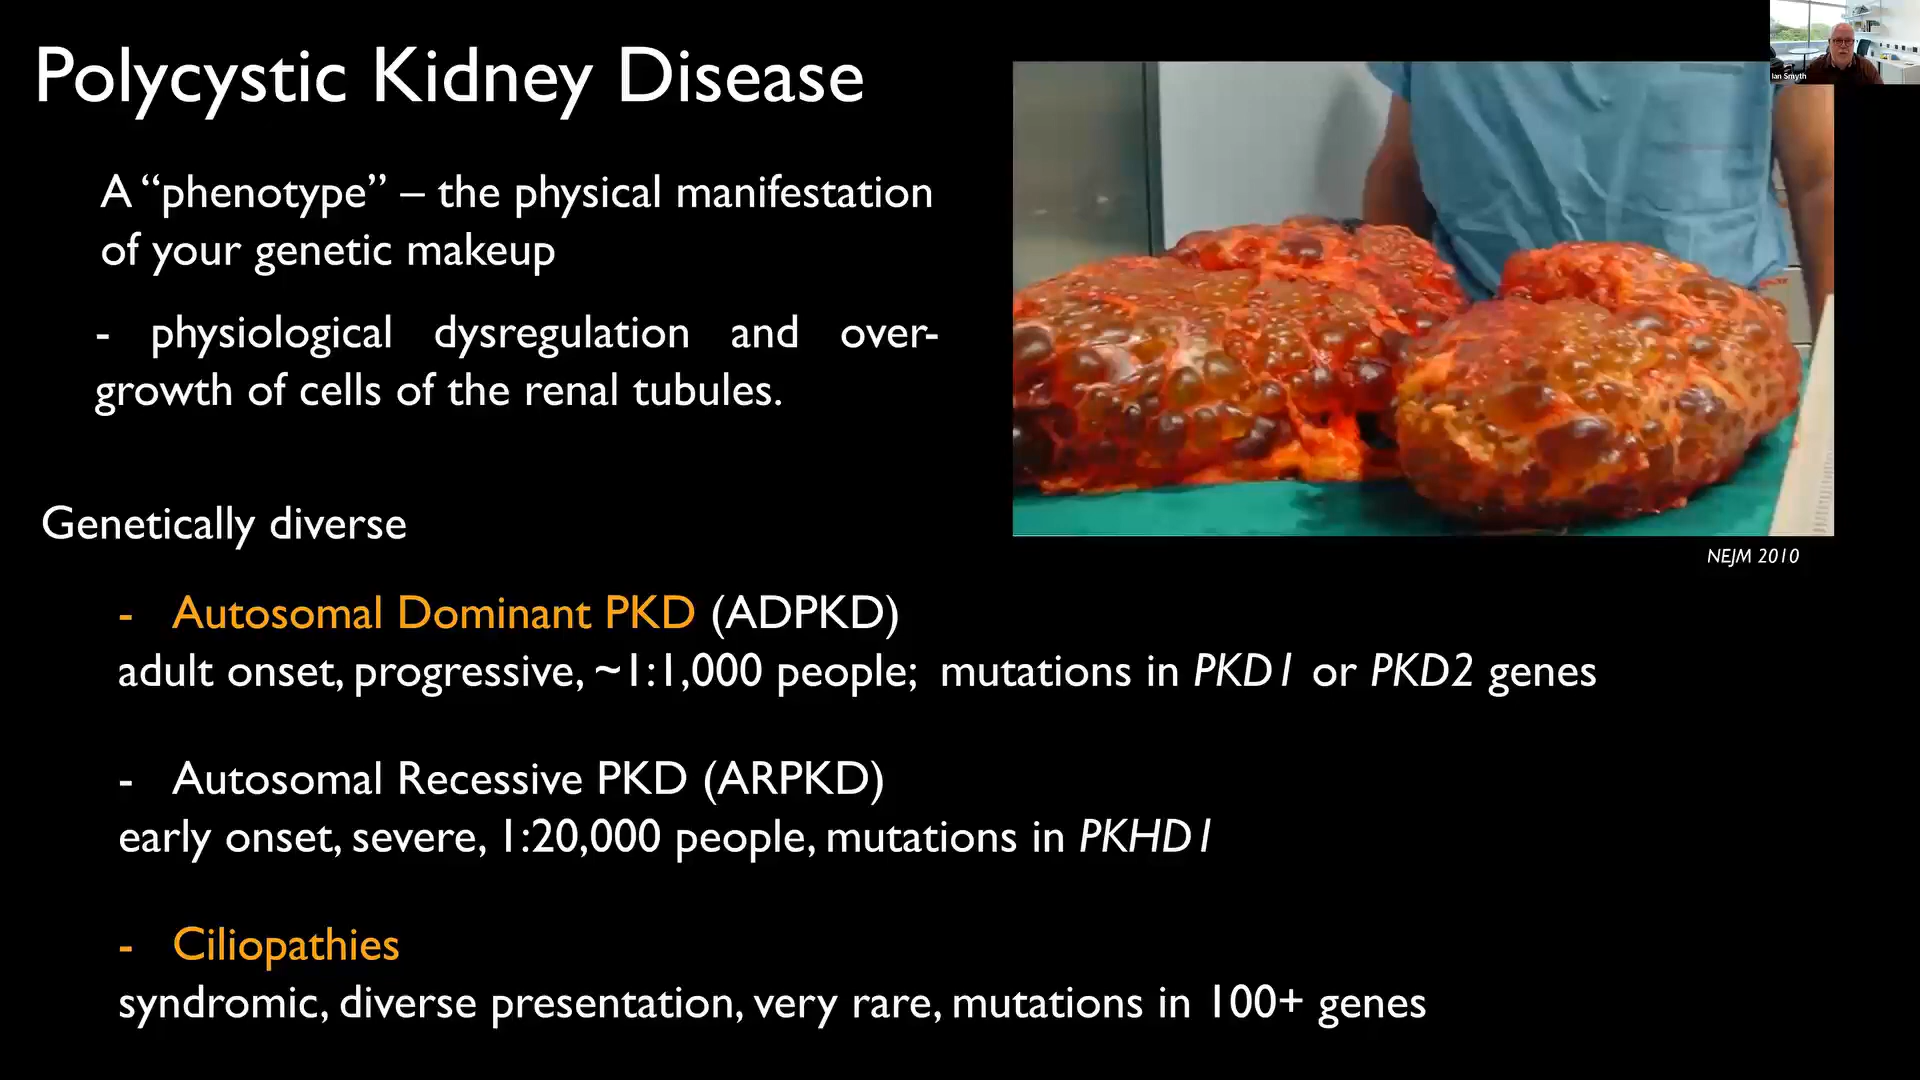 Polycystic Kidney Disease
Ian Smyth
A “phenotype” – the physical manifestation
of your genetic makeup
- physiological dysregulation and over-
growth of cells of the renal tubules.
NEJM 2010
Genetically diverse
- Autosomal Dominant PKD (ADPKD)
adult onset, progressive, ~1:1,000 people; mutations in PKD1 or PKD2 genes
- Autosomal Recessive PKD (ARPKD)
early onset, severe, 1:20,000 people, mutations in PKHD1
- Ciliopathies
syndromic, diverse presentation, very rare, mutations in 100+ genes